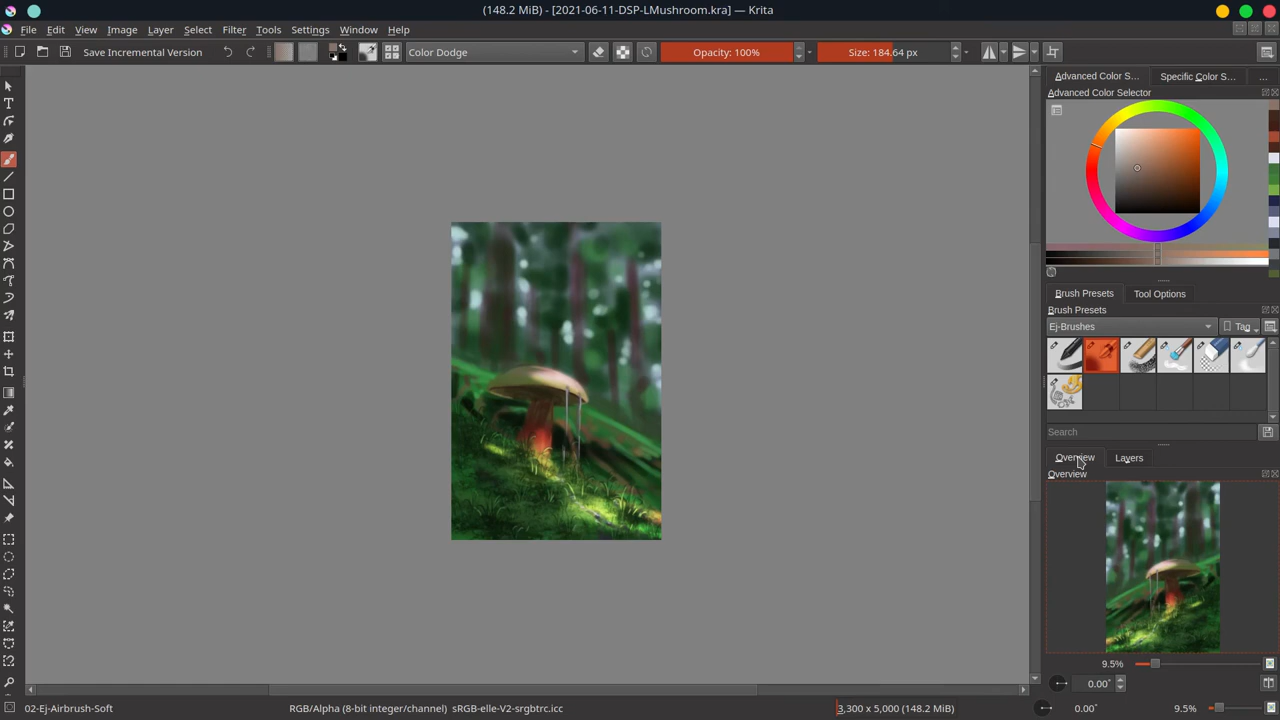 (148.2 MiB) - [2021-06-11-DSP-LMushroom.kra] — Krita
File Edit View Image Layer Select Filter Tools Settings Window Help
Save Incremental Version Color Dodge Opacity: 100% Size: 184.64 px
Advanced Color S... Specific Color S... ...
Advanced Color Selector
Brush Presets Tool Options
Brush Presets
Ej-Brushes Tag
Search
Overview Layers
Overview
9.5%
0.00°
02-Ej-Airbrush-Soft RGB/Alpha (8-bit integer/channel) sRGB-elle-V2-srgbtrc.icc 3,300 x 5,000 (148.2 MiB) 0.00° 9.5%